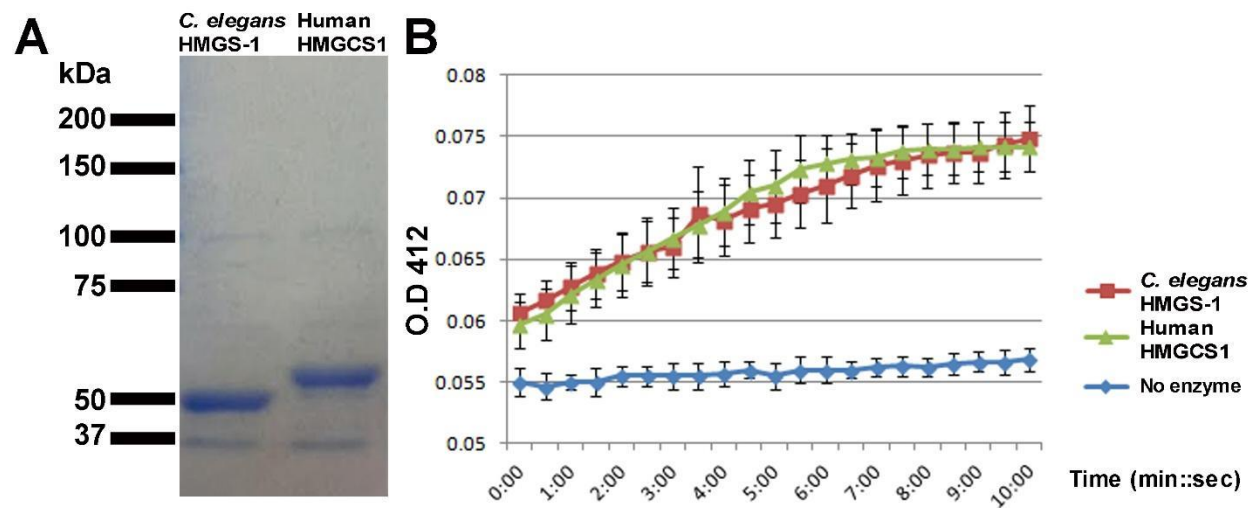 A
C. elegans
HMGS-1
Human
HMGCS1
kDa
200
150
100
75
50
37
B
0.08
0.075
0.07
0.065
0.06
0.055
0.05
O.D 412
0:00
1:00
2:00
3:00
4:00
5:00
6:00
7:00
8:00
9:00
10:00
Time (min::sec)
C. elegans
HMGS-1
Human
HMGCS1
No enzyme